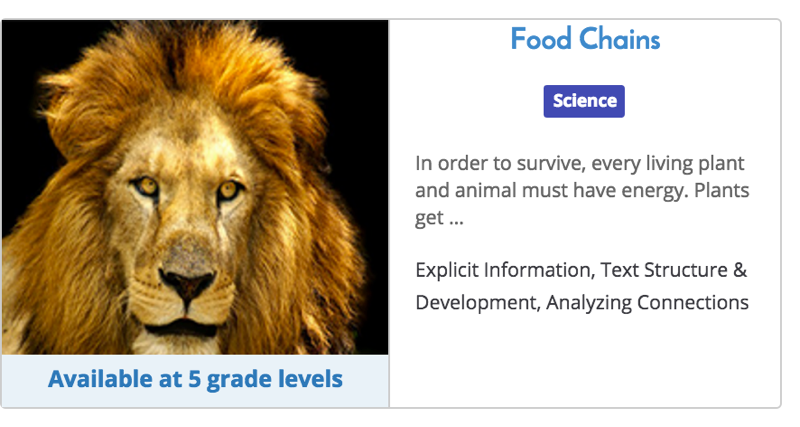 Food Chains
Science
In order to survive, every living plant
and animal must have energy. Plants
get ...
Explicit Information, Text Structure &
Development, Analyzing Connections
Available at 5 grade levels